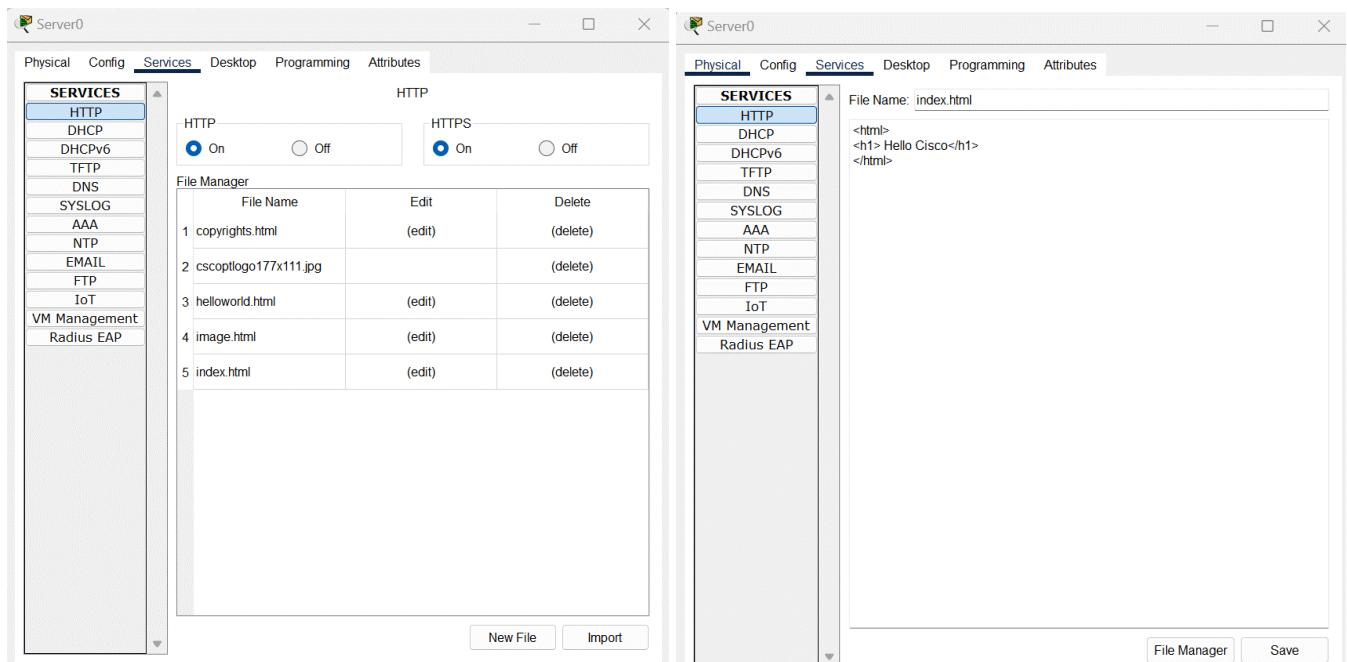 Server0
Physical Config Services Desktop Programming Attributes
SERVICES
HTTP
DHCP
DHCPv6
TFTP
DNS
SYSLOG
AAA
NTP
EMAIL
FTP
IoT
VM Management
Radius EAP
HTTP
HTTP
On Off
HTTPS
On Off
File Manager
File Name Edit Delete
1 copyrights.html (edit) (delete)
2 cscoptlogo177x111.jpg (delete)
3 helloworld.html (edit) (delete)
4 image.html (edit) (delete)
5 index.html (edit) (delete)
New File Import
Server0
Physical Config Services Desktop Programming Attributes
SERVICES
HTTP
DHCP
DHCPv6
TFTP
DNS
SYSLOG
AAA
NTP
EMAIL
FTP
IoT
VM Management
Radius EAP
File Name: index.html
<html>
<h1> Hello Cisco</h1>
</html>
File Manager Save